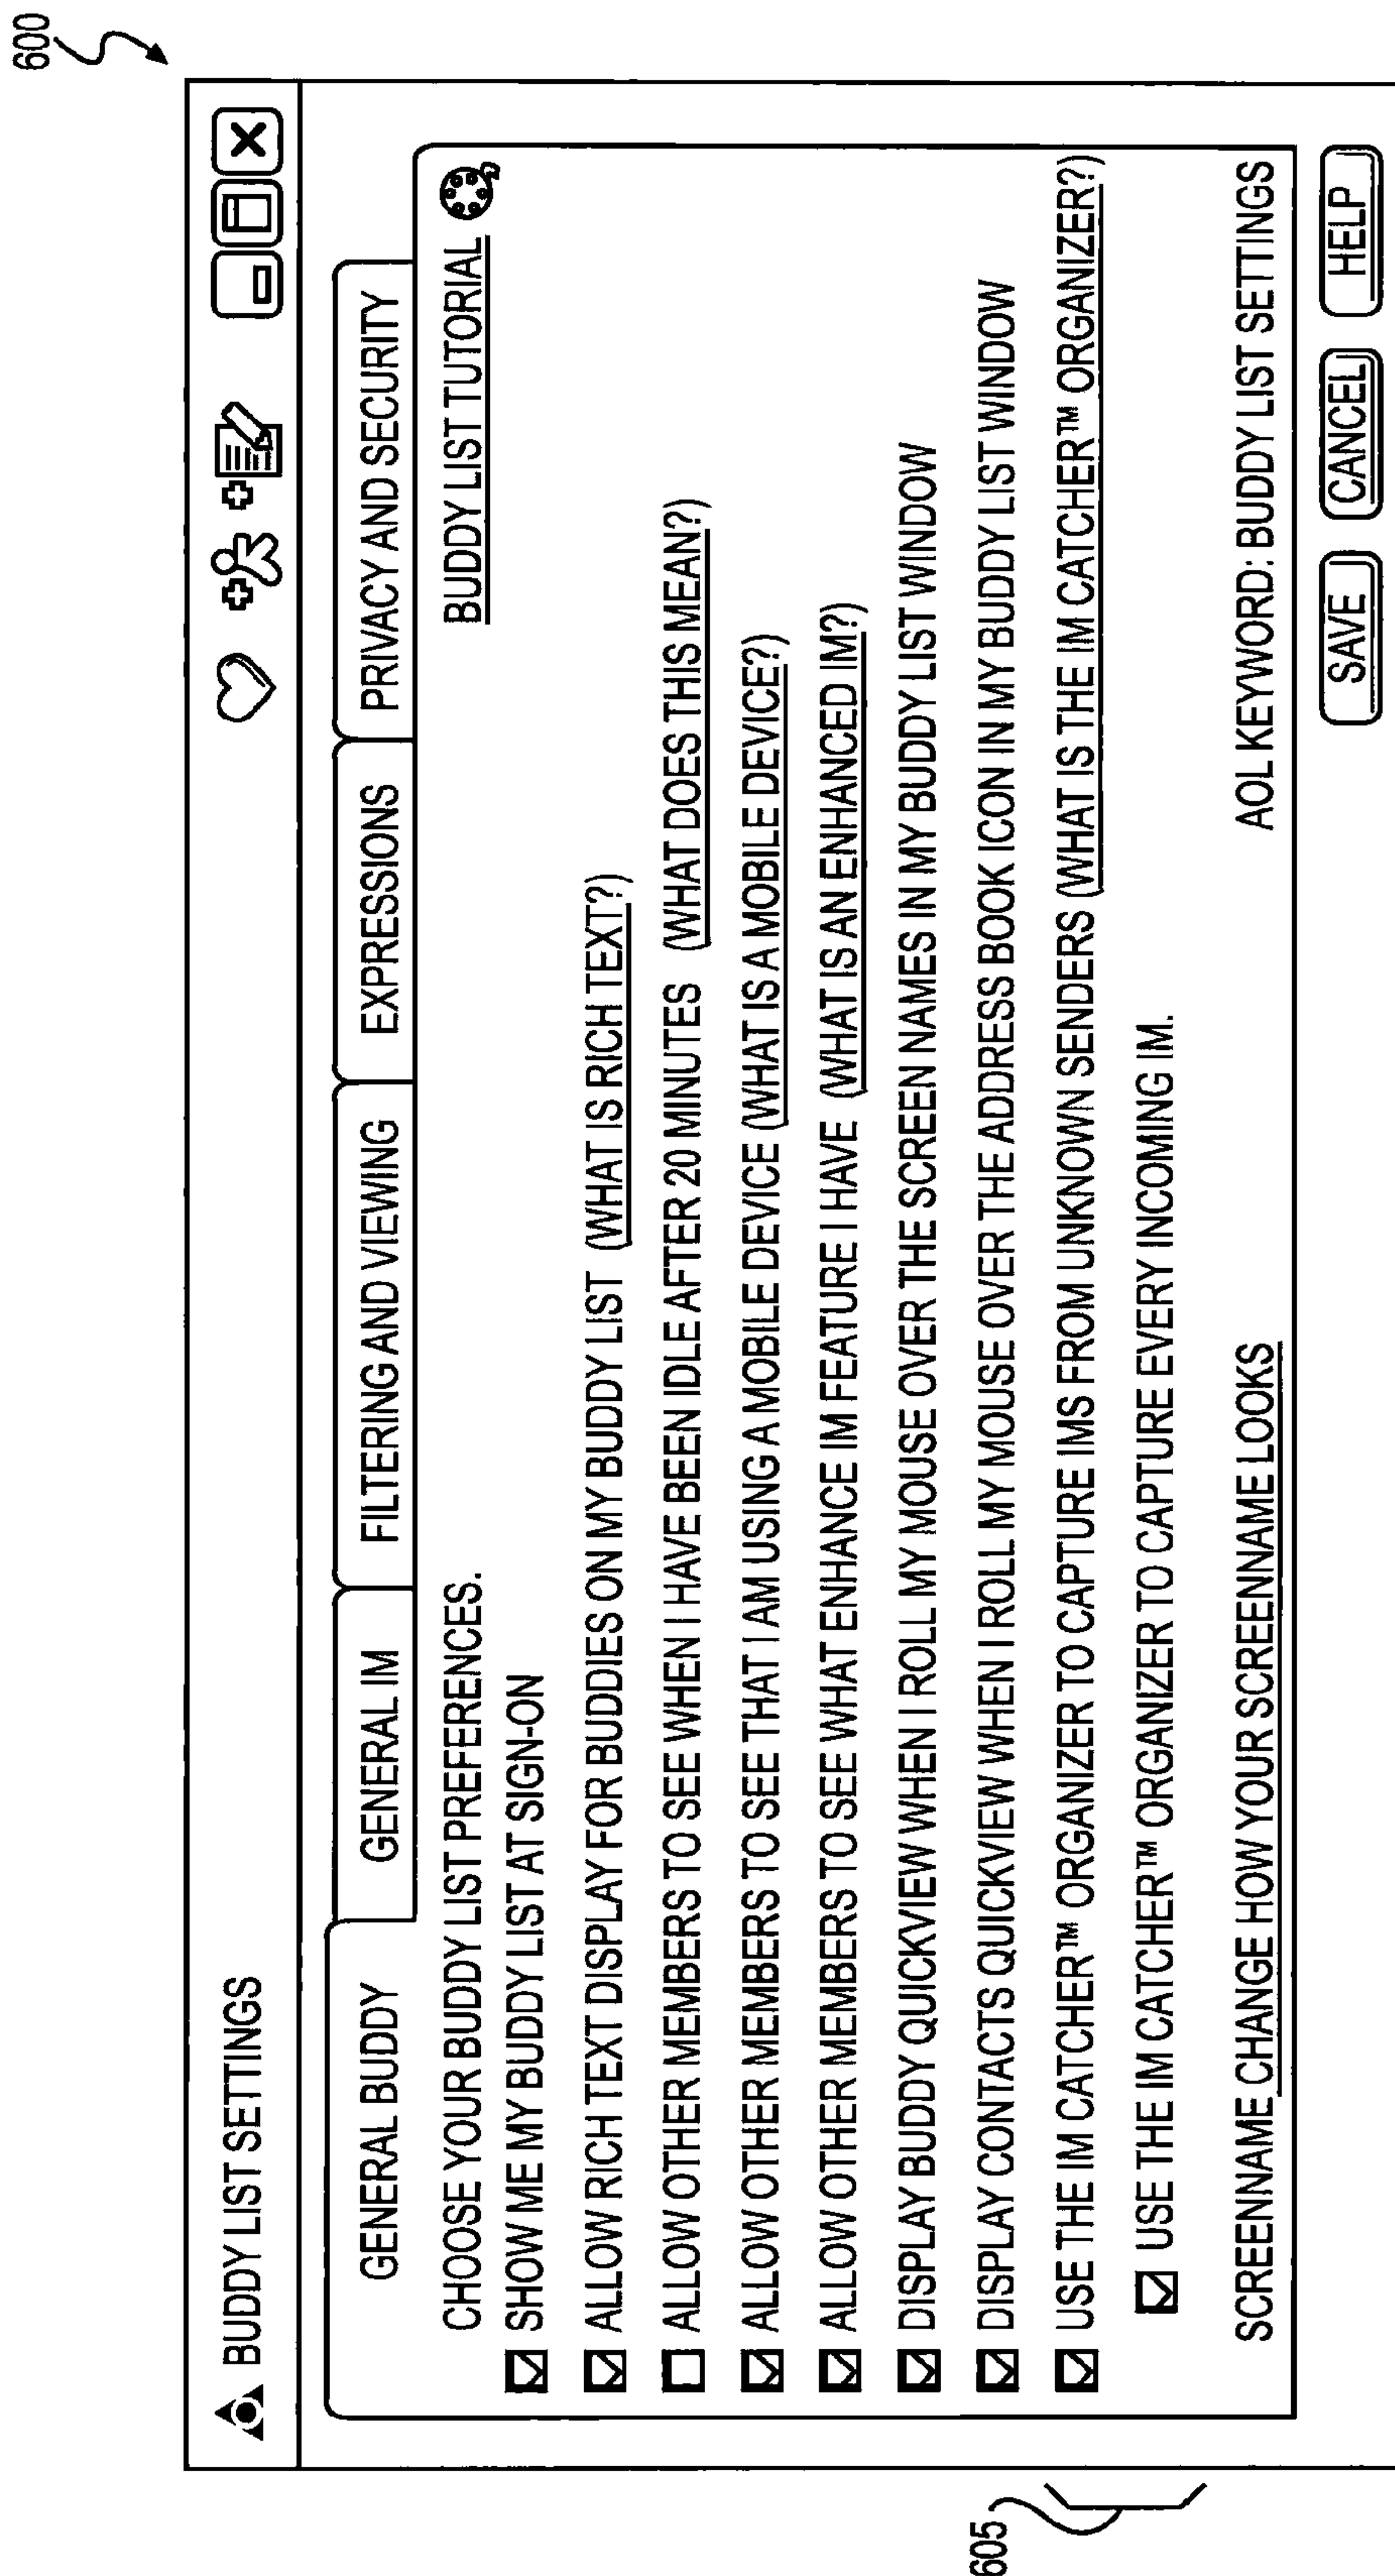 600
BUDDY LIST SETTINGS
GENERAL BUDDY GENERAL IM FILTERING AND VIEWING EXPRESSIONS PRIVACY AND SECURITY
CHOOSE YOUR BUDDY LIST PREFERENCES. BUDDY LIST TUTORIAL
SHOW ME MY BUDDY LIST AT SIGN-ON
ALLOW RICH TEXT DISPLAY FOR BUDDIES ON MY BUDDY LIST (WHAT IS RICH TEXT?)
ALLOW OTHER MEMBERS TO SEE WHEN I HAVE BEEN IDLE AFTER 20 MINUTES (WHAT DOES THIS MEAN?)
ALLOW OTHER MEMBERS TO SEE THAT I AM USING A MOBILE DEVICE (WHAT IS A MOBILE DEVICE?)
ALLOW OTHER MEMBERS TO SEE WHAT ENHANCE IM FEATURE I HAVE (WHAT IS AN ENHANCED IM?)
DISPLAY BUDDY QUICKVIEW WHEN I ROLL MY MOUSE OVER THE SCREEN NAMES IN MY BUDDY LIST WINDOW
DISPLAY CONTACTS QUICKVIEW WHEN I ROLL MY MOUSE OVER THE ADDRESS BOOK ICON IN MY BUDDY LIST WINDOW
605
USE THE IM CATCHER™ ORGANIZER TO CAPTURE IMS FROM UNKNOWN SENDERS (WHAT IS THE IM CATCHER™ ORGANIZER?)
USE THE IM CATCHER™ ORGANIZER TO CAPTURE EVERY INCOMING IM.
SCREENNAME CHANGE HOW YOUR SCREENNAME LOOKS AOL KEYWORD: BUDDY LIST SETTINGS
SAVE CANCEL HELP